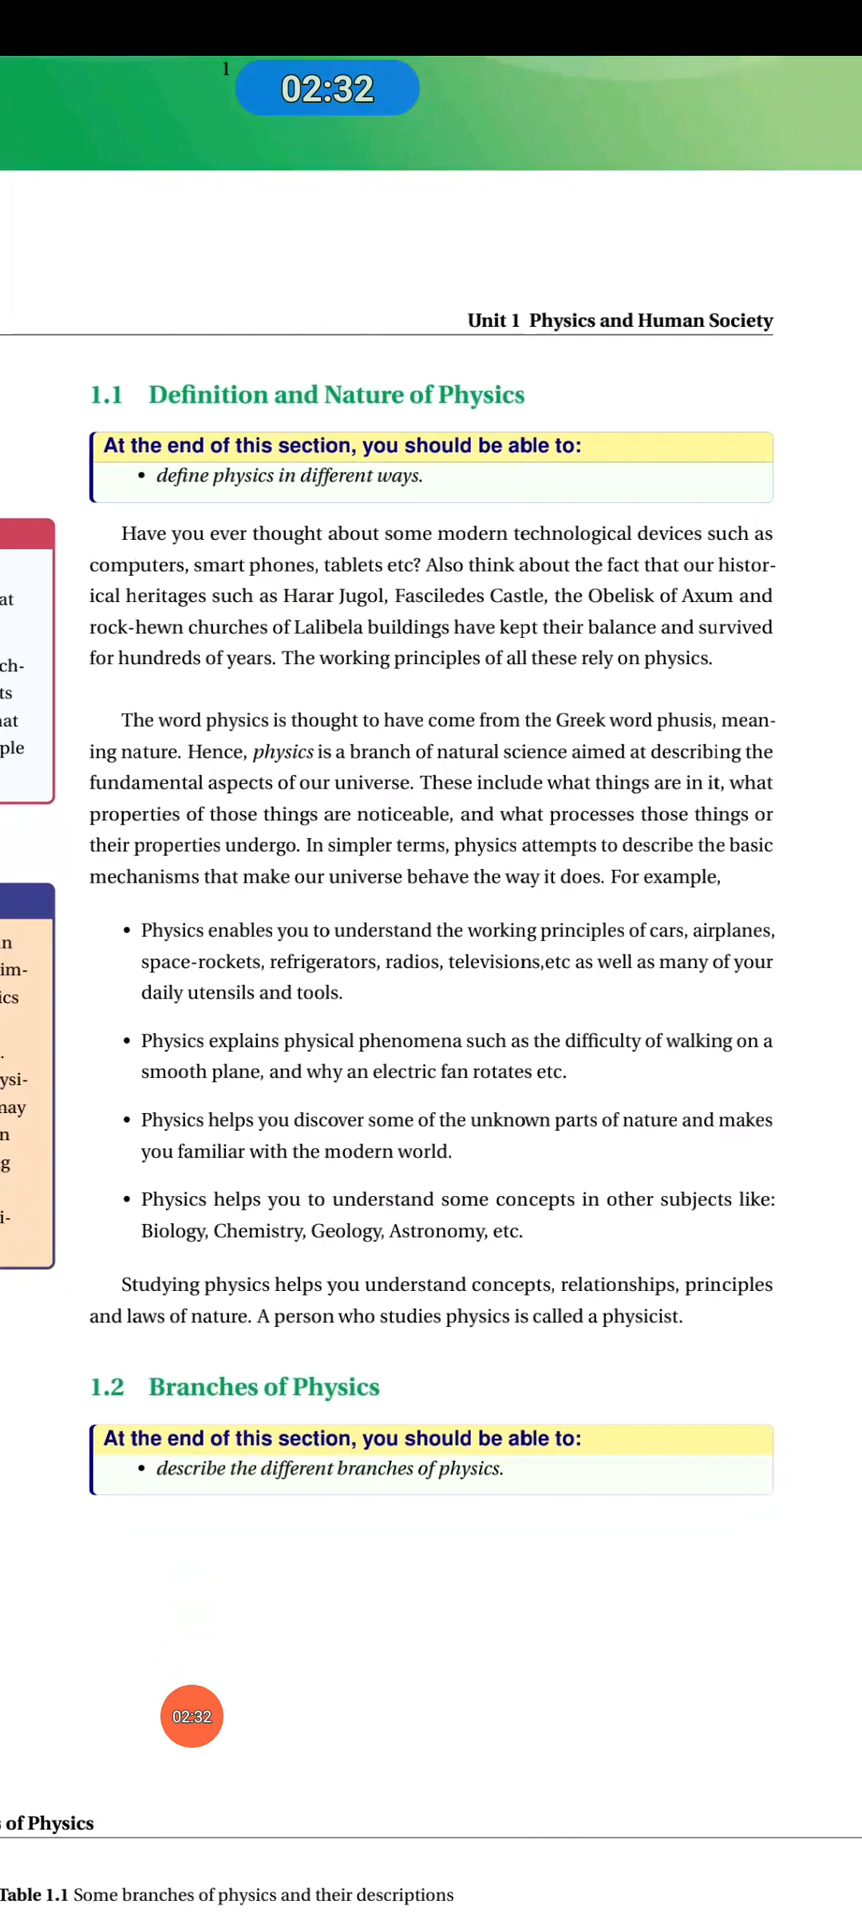 1
02:32
Unit 1 Physics and Human Society
1.1 Definition and Nature of Physics
At the end of this section, you should be able to:
• define physics in different ways.
Have you ever thought about some modern technological devices such as
computers, smart phones, tablets etc? Also think about the fact that our histor-
ical heritages such as Harar Jugol, Fasciledes Castle, the Obelisk of Axum and
rock-hewn churches of Lalibela buildings have kept their balance and survived
for hundreds of years. The working principles of all these rely on physics.
The word physics is thought to have come from the Greek word phusis, mean-
ing nature. Hence, physics is a branch of natural science aimed at describing the
fundamental aspects of our universe. These include what things are in it, what
properties of those things are noticeable, and what processes those things or
their properties undergo. In simpler terms, physics attempts to describe the basic
mechanisms that make our universe behave the way it does. For example,
• Physics enables you to understand the working principles of cars, airplanes,
space-rockets, refrigerators, radios, televisions,etc as well as many of your
daily utensils and tools.
• Physics explains physical phenomena such as the difficulty of walking on a
smooth plane, and why an electric fan rotates etc.
• Physics helps you discover some of the unknown parts of nature and makes
you familiar with the modern world.
• Physics helps you to understand some concepts in other subjects like:
Biology, Chemistry, Geology, Astronomy, etc.
Studying physics helps you understand concepts, relationships, principles
and laws of nature. A person who studies physics is called a physicist.
1.2 Branches of Physics
At the end of this section, you should be able to:
• describe the different branches of physics.
at
ch-
ts
at
ple
n
im-
ics
.
ysi-
may
n
g
i-
02:32
of Physics
Table 1.1 Some branches of physics and their descriptions